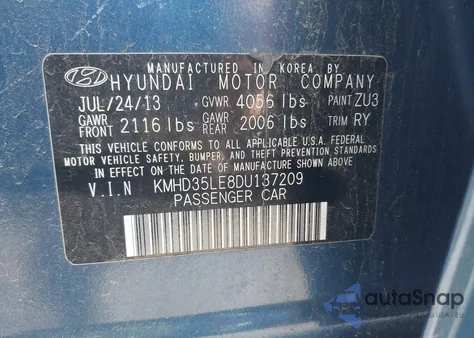 MANUFACTURED IN KOREA BY
HYUNDAI MOTOR COMPANY
JUL/24/13 GVWR 4056 lbs PAINT ZU3
GAWR FRONT 2116 lbs GAWR REAR 2006 lbs TRIM RY
THIS VEHICLE CONFORMS TO ALL APPLICABLE U.S.A. FEDERAL
MOTOR VEHICLE SAFETY, BUMPER, AND THEFT PREVENTION STANDARDS
IN EFFECT ON THE DATE OF MANUFACTURE SHOWN ABOVE.
V.I.N KMHD35LE8DU137209
PASSENGER CAR
autoSnap